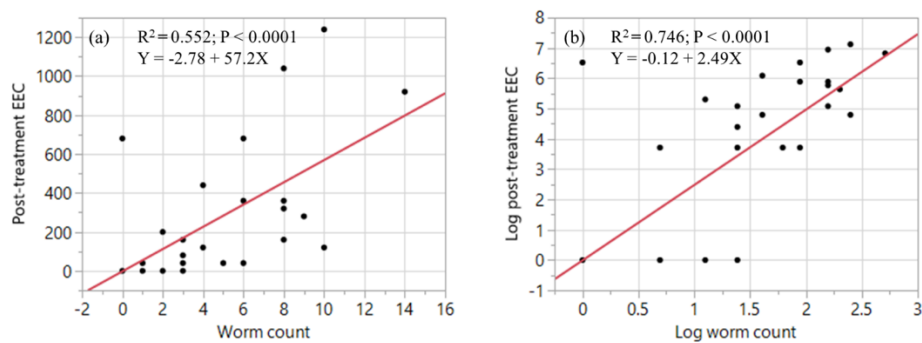 (a) R² = 0.552; P < 0.0001
Y = -2.78 + 57.2X
1200
1000
800
600
400
200
0
Post-treatment EEC
-2 0 2 4 6 8 10 12 14 16
Worm count
(b) R² = 0.746; P < 0.0001
Y = -0.12 + 2.49X
8
7
6
5
4
3
2
1
0
-1
Log post-treatment EEC
0 0.5 1 1.5 2 2.5 3
Log worm count